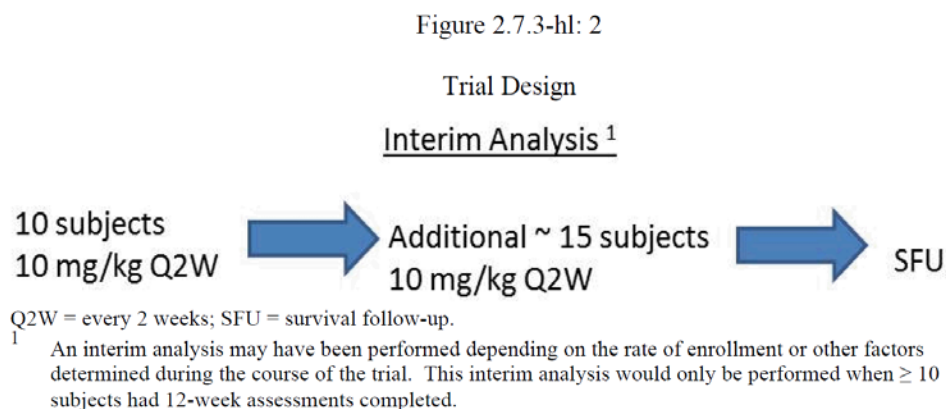 Figure 2.7.3-hl: 2
Trial Design
Interim Analysis 1
10 subjects
10 mg/kg Q2W
Additional ~ 15 subjects
10 mg/kg Q2W
SFU
Q2W = every 2 weeks; SFU = survival follow-up.
1 An interim analysis may have been performed depending on the rate of enrollment or other factors
determined during the course of the trial. This interim analysis would only be performed when ≥ 10
subjects had 12-week assessments completed.